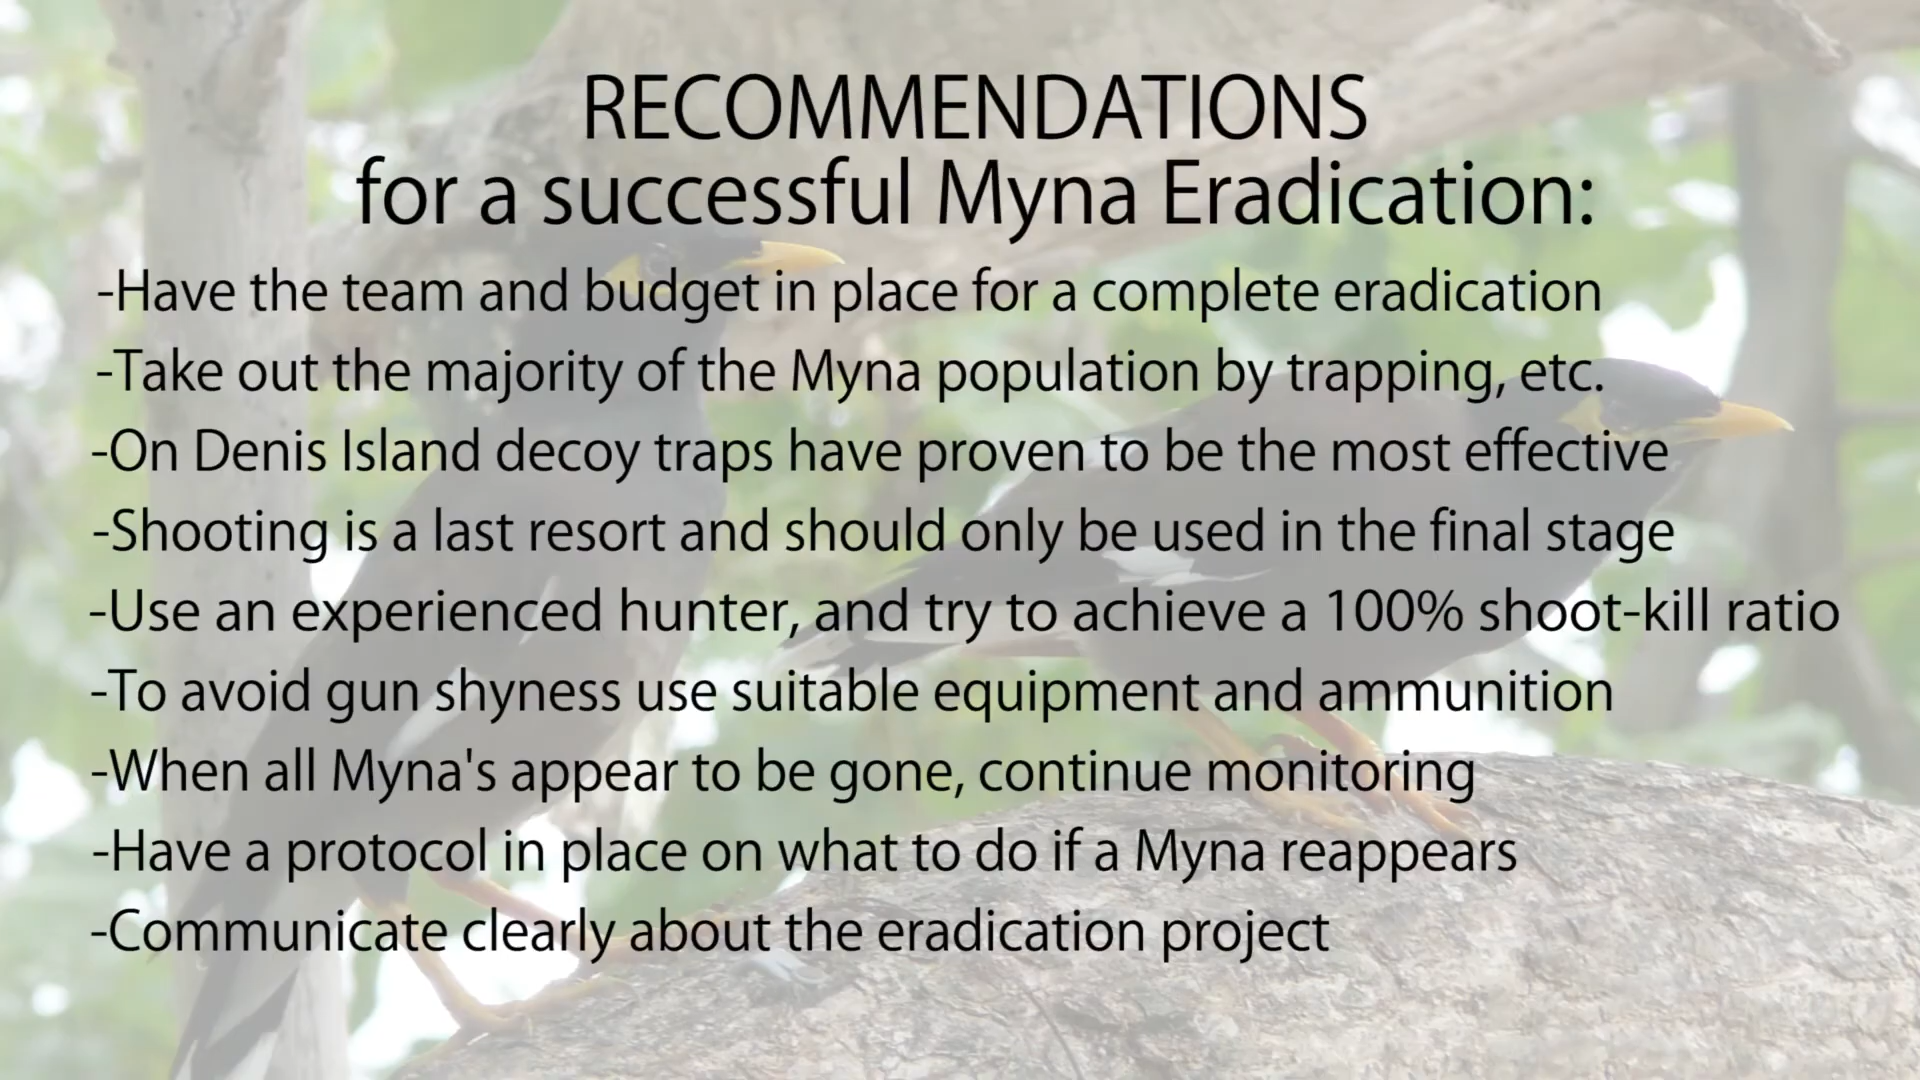 RECOMMENDATIONS
for a successful Myna Eradication:
-Have the team and budget in place for a complete eradication
-Take out the majority of the Myna population by trapping, etc.
-On Denis Island decoy traps have proven to be the most effective
-Shooting is a last resort and should only be used in the final stage
-Use an experienced hunter, and try to achieve a 100% shoot-kill ratio
-To avoid gun shyness use suitable equipment and ammunition
-When all Myna's appear to be gone, continue monitoring
-Have a protocol in place on what to do if a Myna reappears
-Communicate clearly about the eradication project